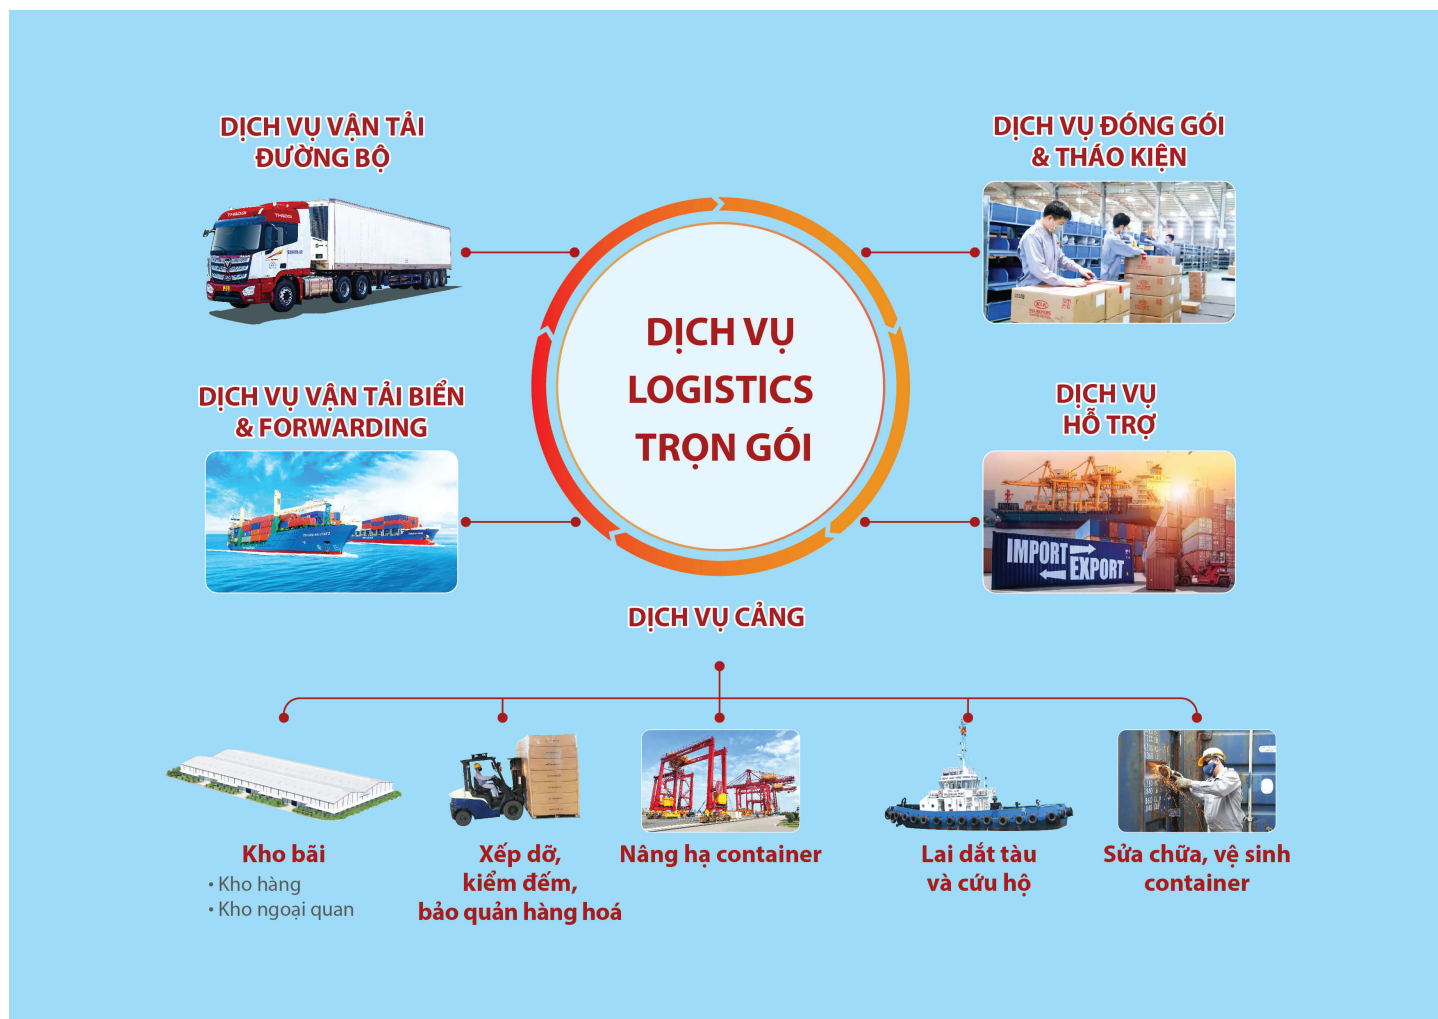 DỊCH VỤ VẬN TẢI
ĐƯỜNG BỘ
DỊCH VỤ ĐÓNG GÓI
& THÁO KIỆN
THACO
THACO
KIA
DỊCH VỤ
LOGISTICS
TRỌN GÓI
DỊCH VỤ VẬN TẢI BIỂN
& FORWARDING
DỊCH VỤ
HỖ TRỢ
IMPORT
EXPORT
DỊCH VỤ CẢNG
Kho bãi
• Kho hàng
• Kho ngoại quan
Xếp dỡ,
kiểm đếm,
bảo quản hàng hoá
Nâng hạ container
Lai dắt tàu
và cứu hộ
Sửa chữa, vệ sinh
container